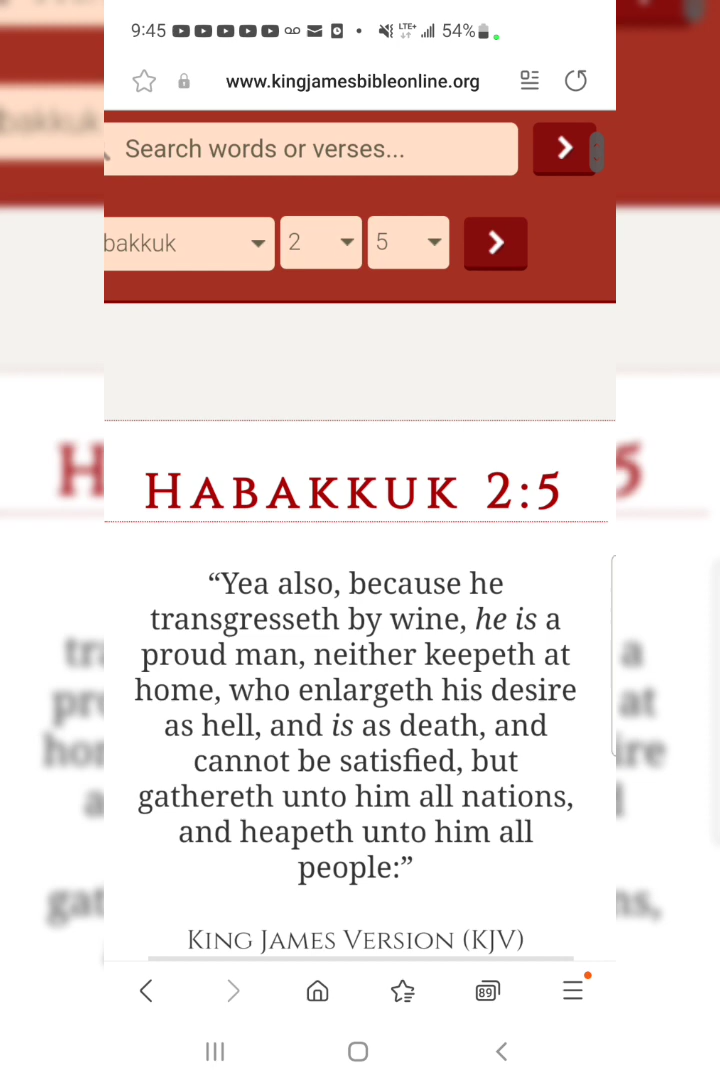 9:45 LTE+ 54%
www.kingjamesbibleonline.org
Search words or verses...
bakkuk 2 5
HABAKKUK 2:5
“Yea also, because he
transgresseth by wine, he is a
proud man, neither keepeth at
home, who enlargeth his desire
as hell, and is as death, and
cannot be satisfied, but
gathereth unto him all nations,
and heapeth unto him all
people:”
KING JAMES VERSION (KJV)
89